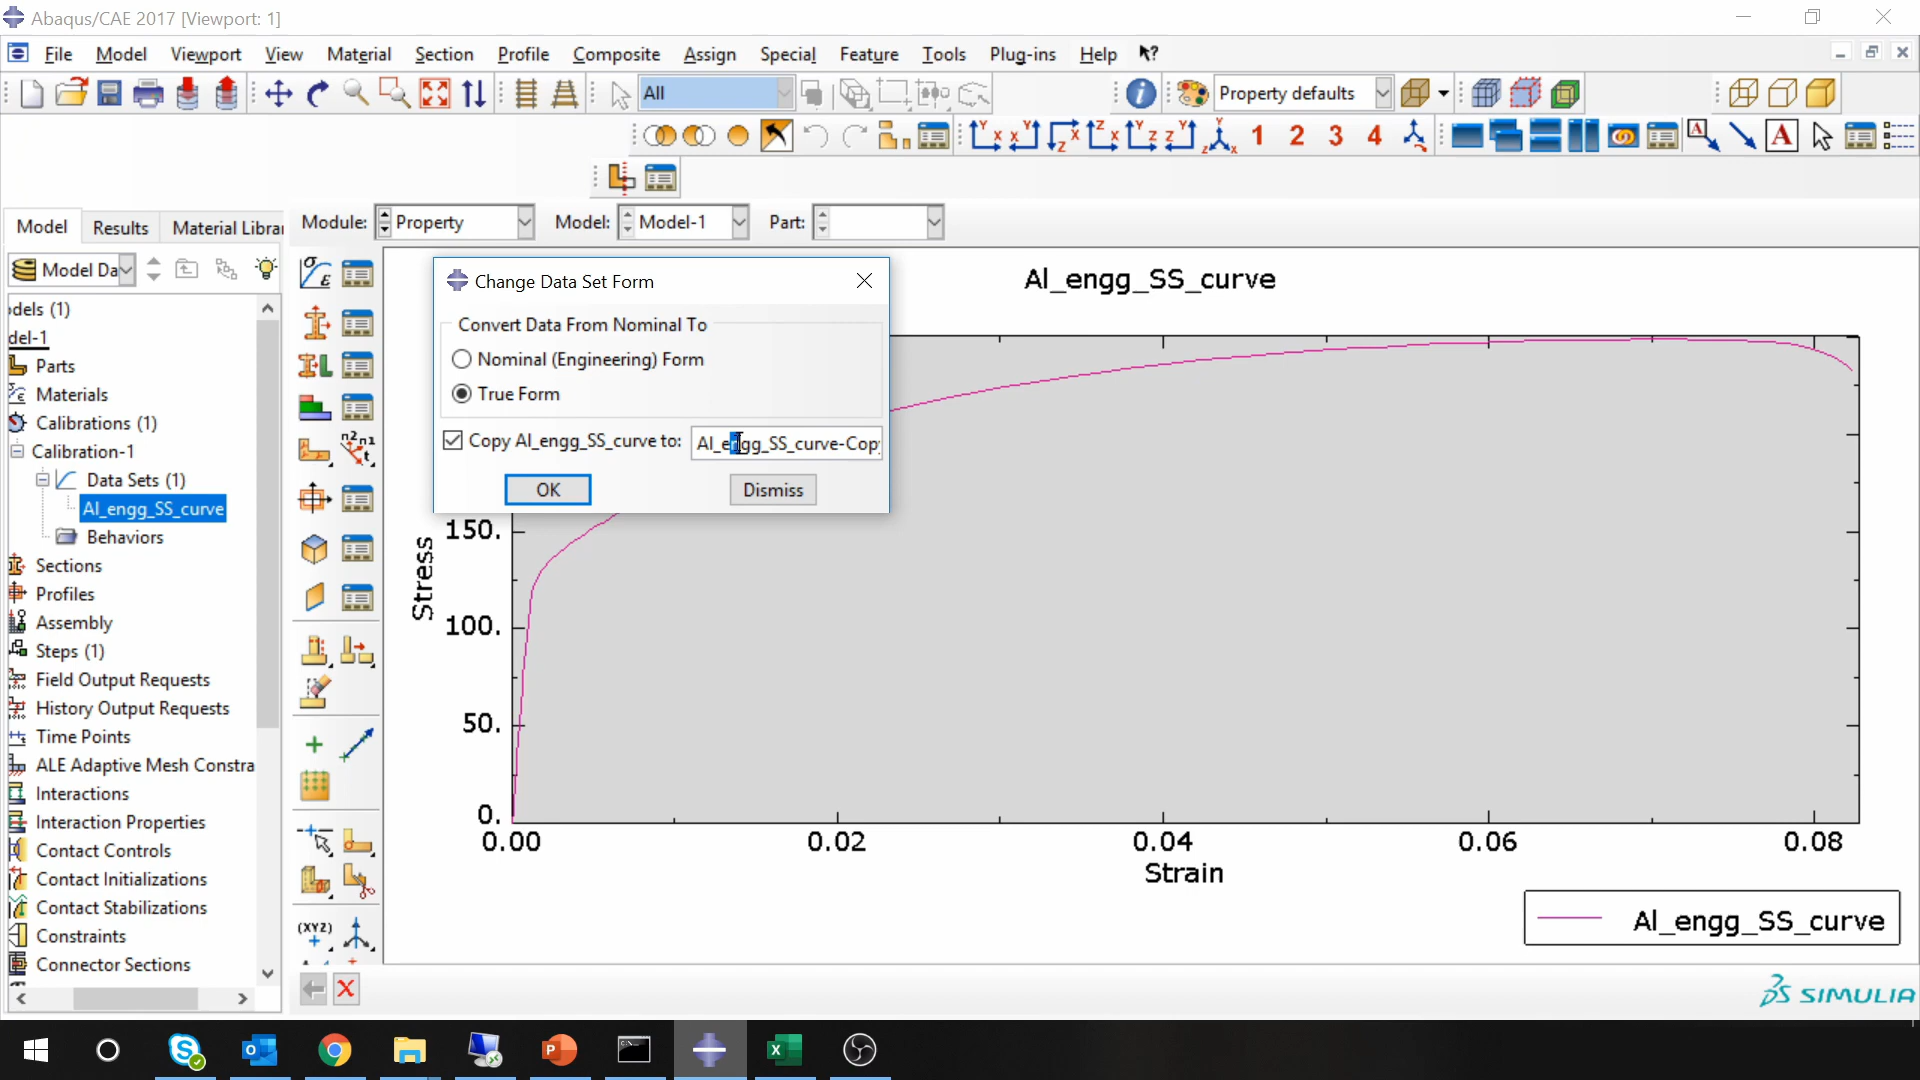 Abaqus/CAE 2017 [Viewport: 1]
File Model Viewport View Material Section Profile Composite Assign Special Feature Tools Plug-ins Help
All
Property defaults
1 2 3 4
A
Model Results Material Librar
Module: Property Model: Model-1 Part:
Model Da
dels (1)
del-1
Parts
Materials
Calibrations (1)
Calibration-1
Data Sets (1)
Al_engg_SS_curve
Behaviors
Sections
Profiles
Assembly
Steps (1)
Field Output Requests
History Output Requests
Time Points
ALE Adaptive Mesh Constra
Interactions
Interaction Properties
Contact Controls
Contact Initializations
Contact Stabilizations
Constraints
Connector Sections
(XYZ)
Change Data Set Form
Convert Data From Nominal To
Nominal (Engineering) Form
True Form
Copy Al_engg_SS_curve to: Al_engg_SS_curve-Copy
OK Dismiss
Al_engg_SS_curve
Stress
150.
100.
50.
0.
0.00 0.02 0.04 0.06 0.08
Strain
Al_engg_SS_curve
SIMULIA